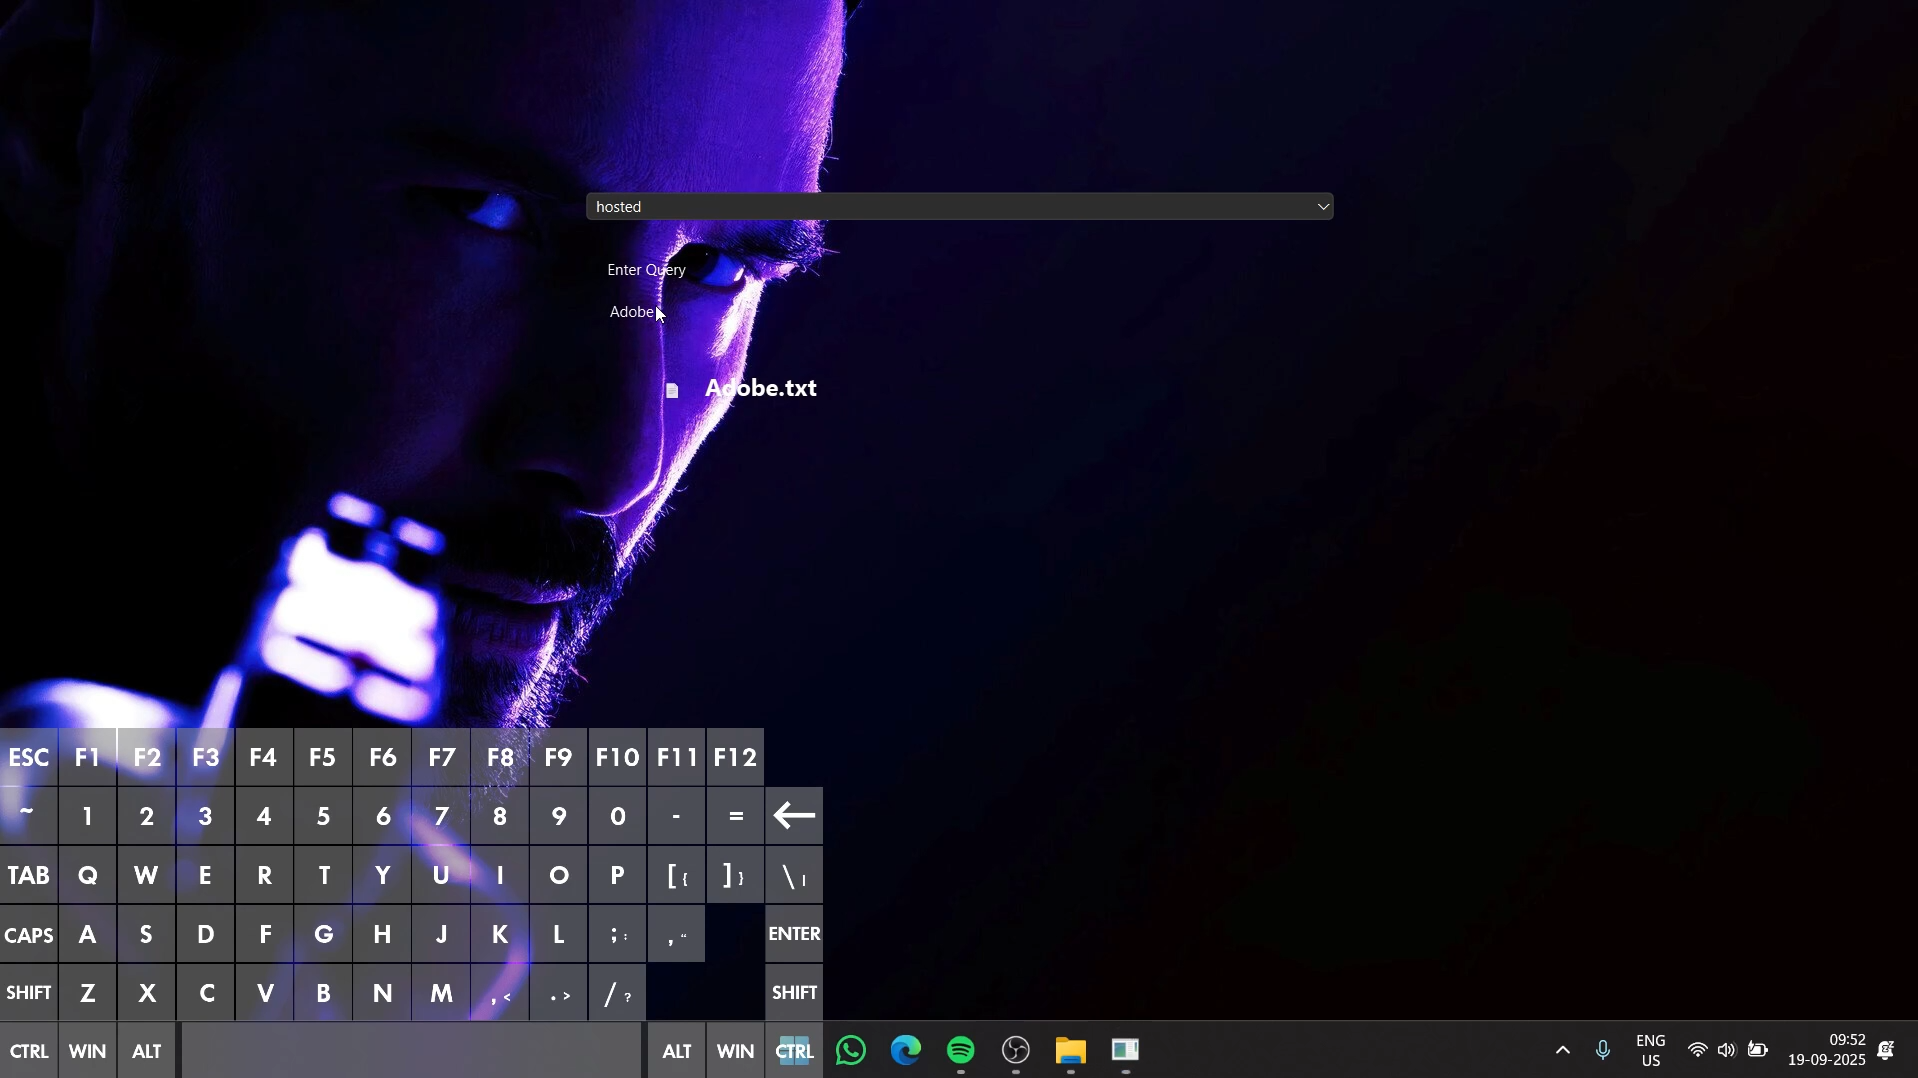 hosted
Enter Query
Adobe
Adobe.txt
ESC F1 F2 F3 F4 F5 F6 F7 F8 F9 F10 F11 F12
~ 1 2 3 4 5 6 7 8 9 0 - =
TAB Q W E R T Y U I O P [ { ] } \ |
CAPS A S D F G H J K L ; : , “ ENTER
SHIFT Z X C V B N M , < . > / ? SHIFT
CTRL WIN ALT ALT WIN CTRL
ENG
US
09:52
19-09-2025